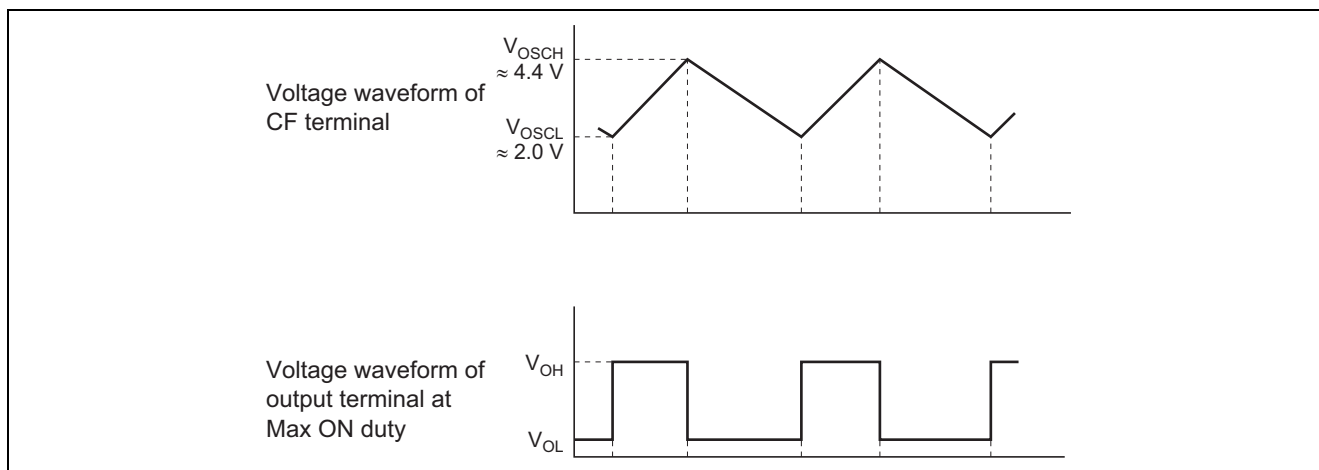 Voltage waveform of
CF terminal
VOSCH
≈ 4.4 V
VOSCL
≈ 2.0 V
Voltage waveform of
output terminal at
Max ON duty
VOH
VOL